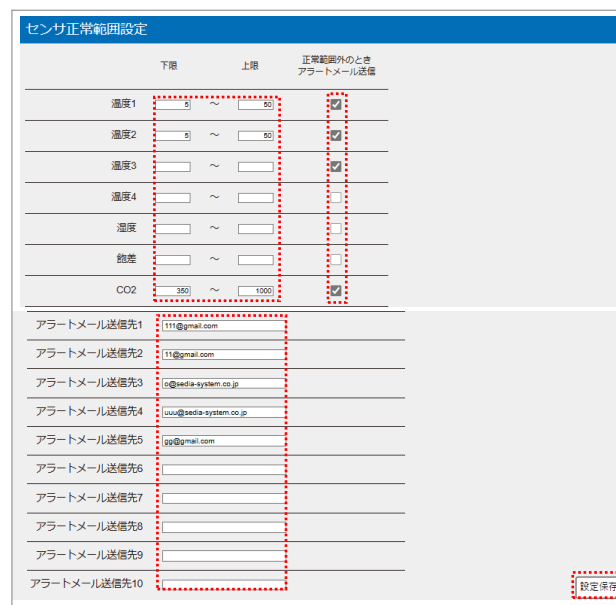 センサ正常範囲設定
下限 上限 正常範囲外のとき
アラートメール送信
温度1 5 ～ 50
温度2 5 ～ 50
温度3 ～
温度4 ～
湿度 ～
飽差 ～
CO2 350 ～ 1000
アラートメール送信先1 111@gmail.com
アラートメール送信先2 11@gmail.com
アラートメール送信先3 o@sedia-system.co.jp
アラートメール送信先4 uuu@sedia-system.co.jp
アラートメール送信先5 gg@gmail.com
アラートメール送信先6
アラートメール送信先7
アラートメール送信先8
アラートメール送信先9
アラートメール送信先10
設定保存